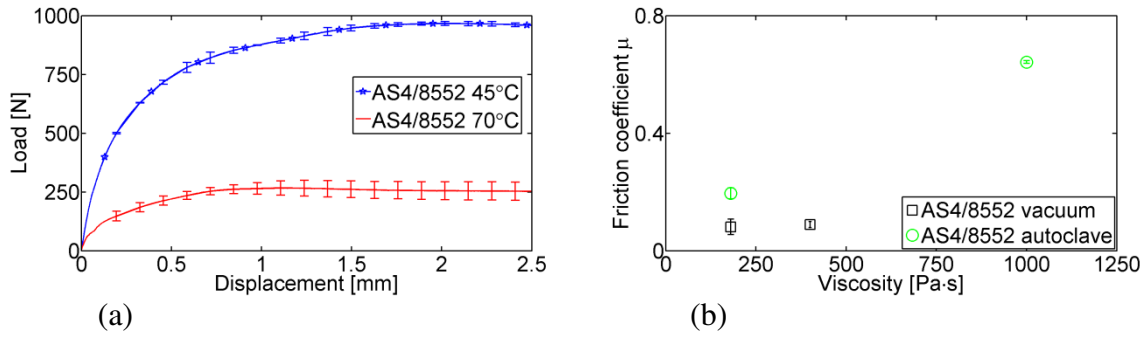 1000
750
500
250
0
Load [N]
AS4/8552 45°C
AS4/8552 70°C
0 0.5 1 1.5 2 2.5
Displacement [mm]
(a)
0.8
0.4
0
Friction coefficient μ
AS4/8552 vacuum
AS4/8552 autoclave
0 250 500 750 1000 1250
Viscosity [Pa·s]
(b)